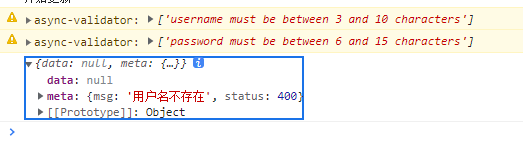 async-validator: ▶ ['username must be between 3 and 10 characters']
async-validator: ▶ ['password must be between 6 and 15 characters']
▼ {data: null, meta: {…}} i
data: null
▶ meta: {msg: '用户名不存在', status: 400}
▶ [[Prototype]]: Object
>